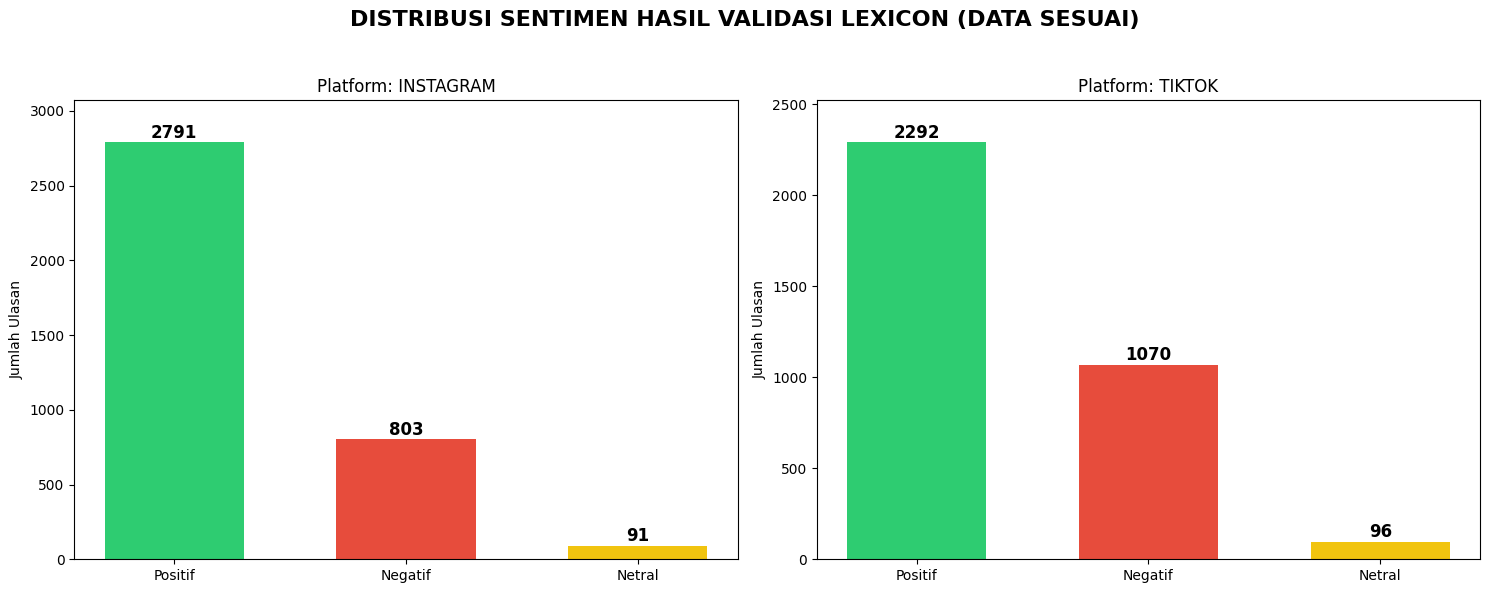 DISTRIBUSI SENTIMEN HASIL VALIDASI LEXICON (DATA SESUAI)
Platform: INSTAGRAM
Jumlah Ulasan
3000
2500
2000
1500
1000
500
0
2791
803
91
Positif
Negatif
Netral
Platform: TIKTOK
Jumlah Ulasan
2500
2000
1500
1000
500
0
2292
1070
96
Positif
Negatif
Netral